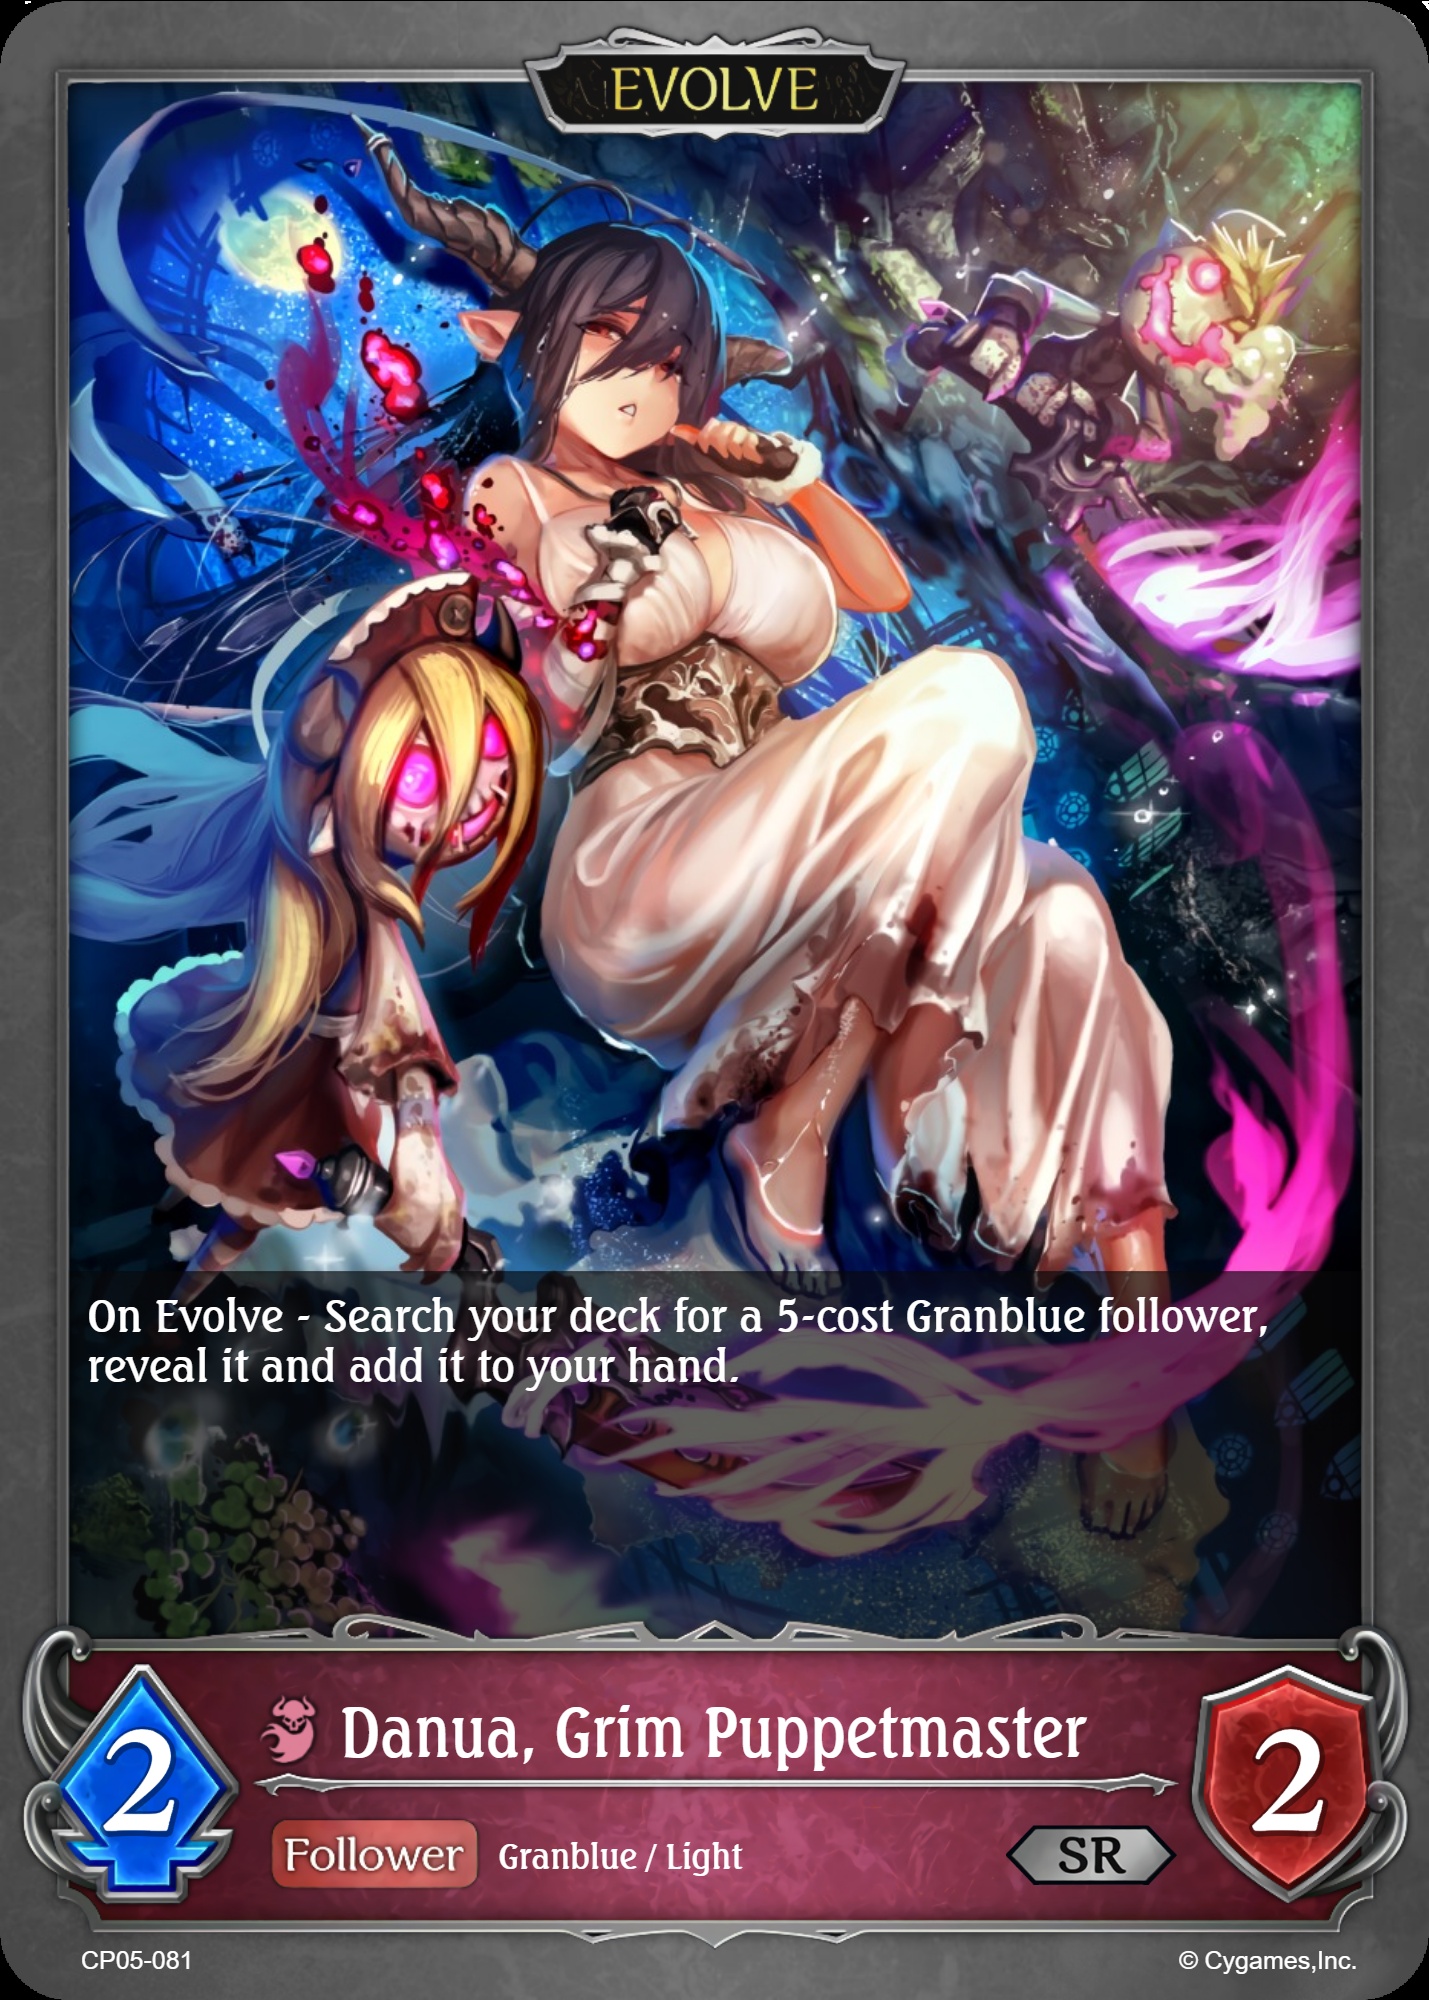 EVOLVE
On Evolve - Search your deck for a 5-cost Granblue follower,
reveal it and add it to your hand.
2
Danua, Grim Puppetmaster
2
Follower
Granblue / Light
SR
CP05-081
© Cygames,Inc.